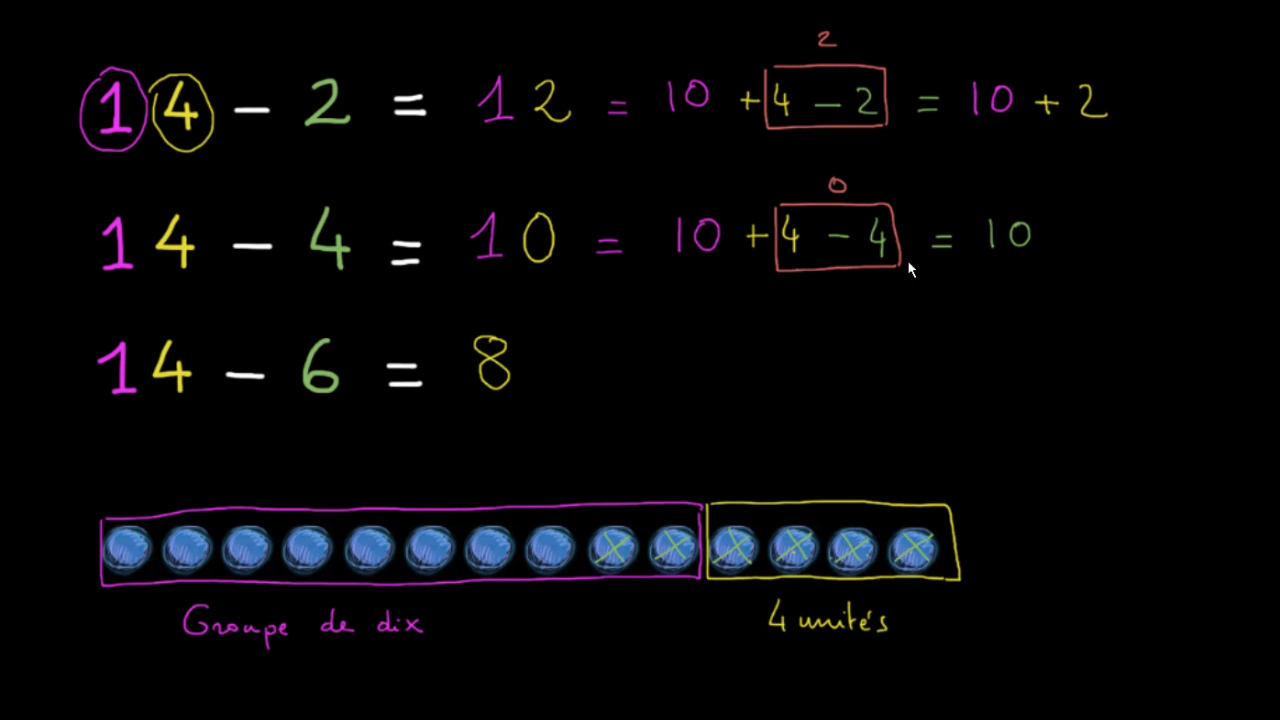 2
14 - 2 = 12 = 10 + 4 - 2 = 10 + 2
0
14 - 4 = 10 = 10 + 4 - 4 = 10
14 - 6 = 8
Groupe de dix 4 unités